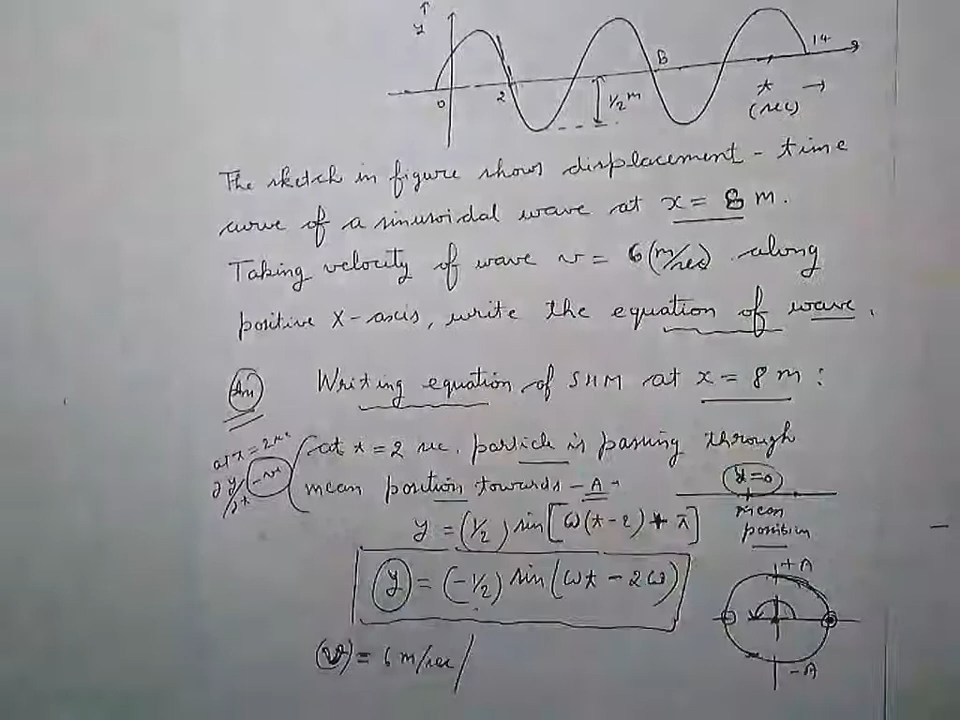 y
0
2
1/2 m
B
14
t →
(sec)
The sketch in figure shows displacement - time
curve of a sinusoidal wave at x = 8 m.
Taking velocity of wave v = 6 (m/sec) along
positive X-axis, write the equation of wave.
Ans Writing equation of SHM at x = 8 m :
at t = 2 sec
∂y/∂t -ve
at t = 2 sec. particle is passing through
mean position towards - A -
y = 0
mean
position
y = (1/2) sin[ω(t-2) + π]
y = (-1/2) sin(ωt - 2ω)
+A
-A
(v) = 6 m/sec/